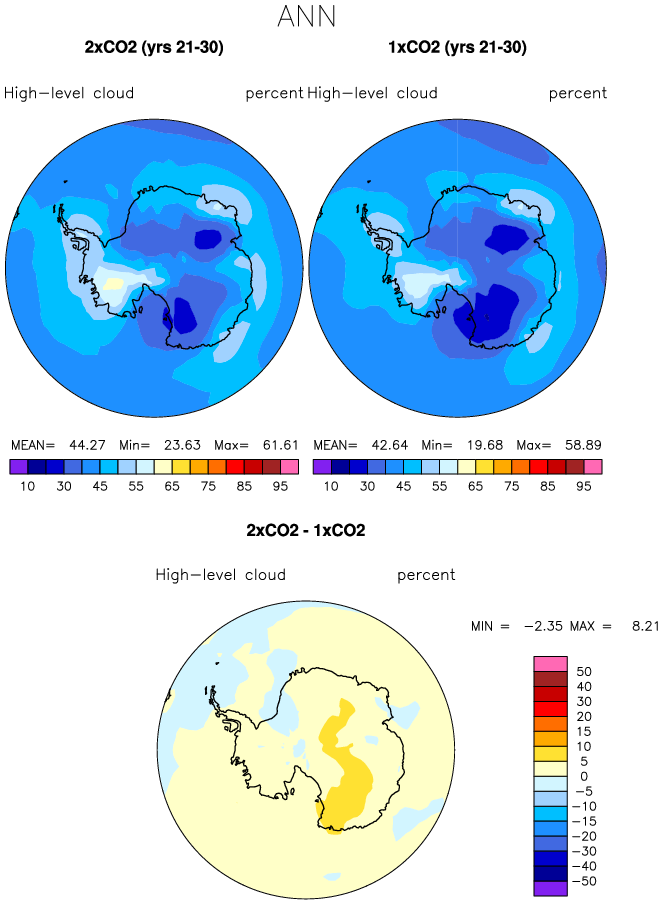 ANN
2xCO2 (yrs 21-30) 1xCO2 (yrs 21-30)
High-level cloud percent High-level cloud percent
MEAN= 44.27 Min= 23.63 Max= 61.61 MEAN= 42.64 Min= 19.68 Max= 58.89
10 30 45 55 65 75 85 95 10 30 45 55 65 75 85 95
2xCO2 - 1xCO2
High-level cloud percent
MIN = -2.35 MAX = 8.21
50
40
30
20
15
10
5
0
-5
-10
-15
-20
-30
-40
-50